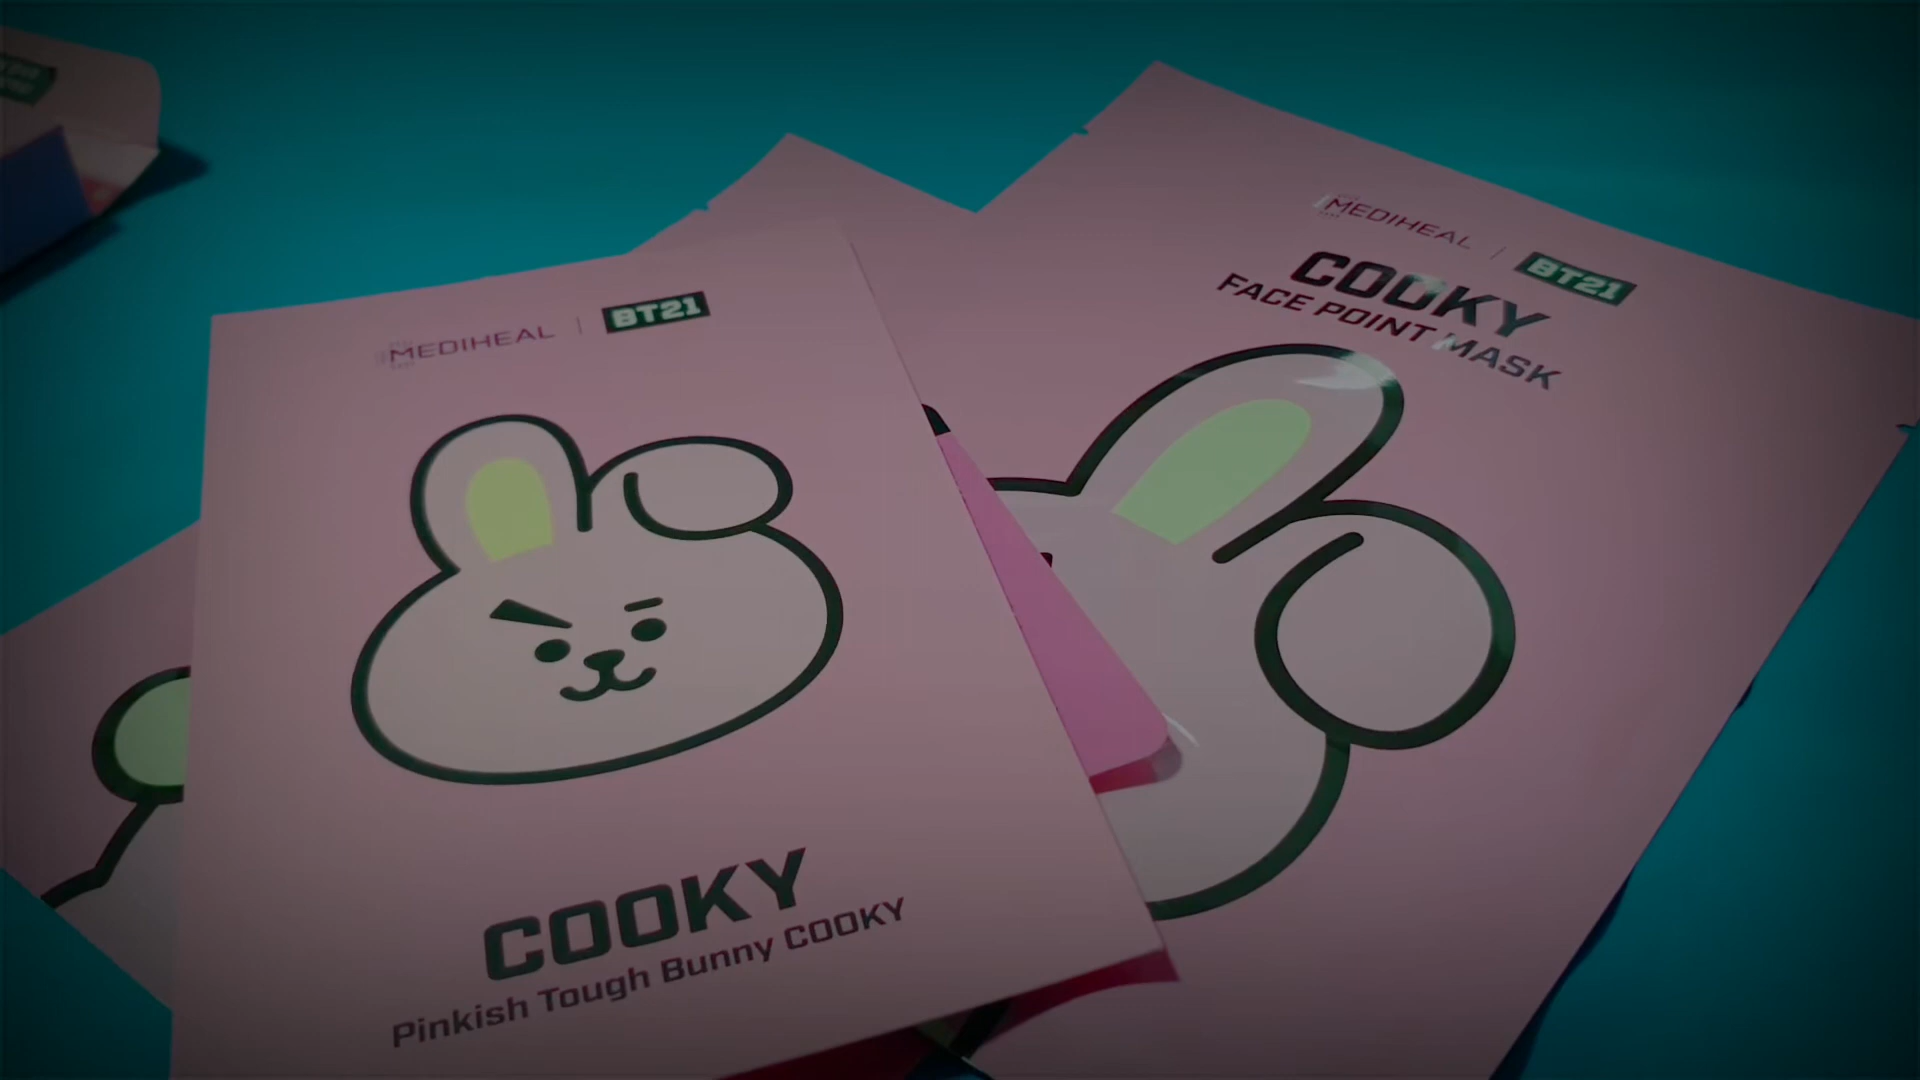 MEDIHEAL | BT21
COOKY
Pinkish Tough Bunny COOKY
MEDIHEAL | BT21
COOKY
FACE POINT MASK